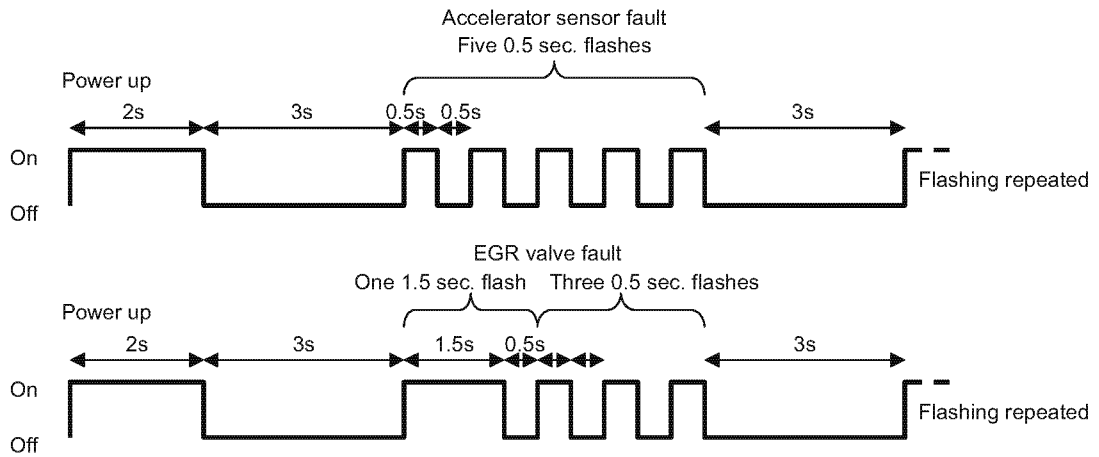 Accelerator sensor fault
Five 0.5 sec. flashes
Power up
2s 3s 0.5s 0.5s 3s
On
Flashing repeated
Off
EGR valve fault
One 1.5 sec. flash Three 0.5 sec. flashes
Power up
2s 3s 1.5s 0.5s 3s
On
Flashing repeated
Off